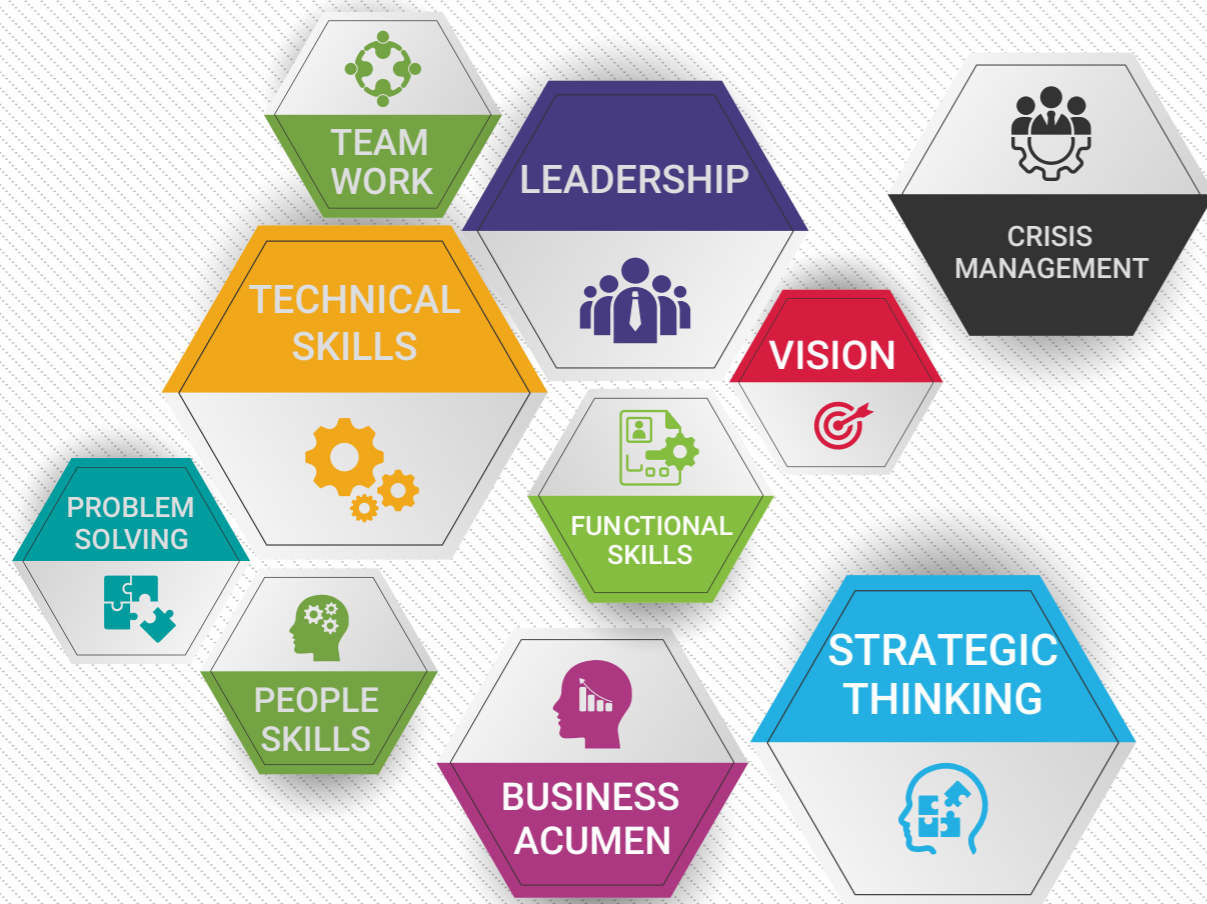 TEAM
WORK
LEADERSHIP
CRISIS
MANAGEMENT
TECHNICAL
SKILLS
VISION
PROBLEM
SOLVING
FUNCTIONAL
SKILLS
PEOPLE
SKILLS
STRATEGIC
THINKING
BUSINESS
ACUMEN